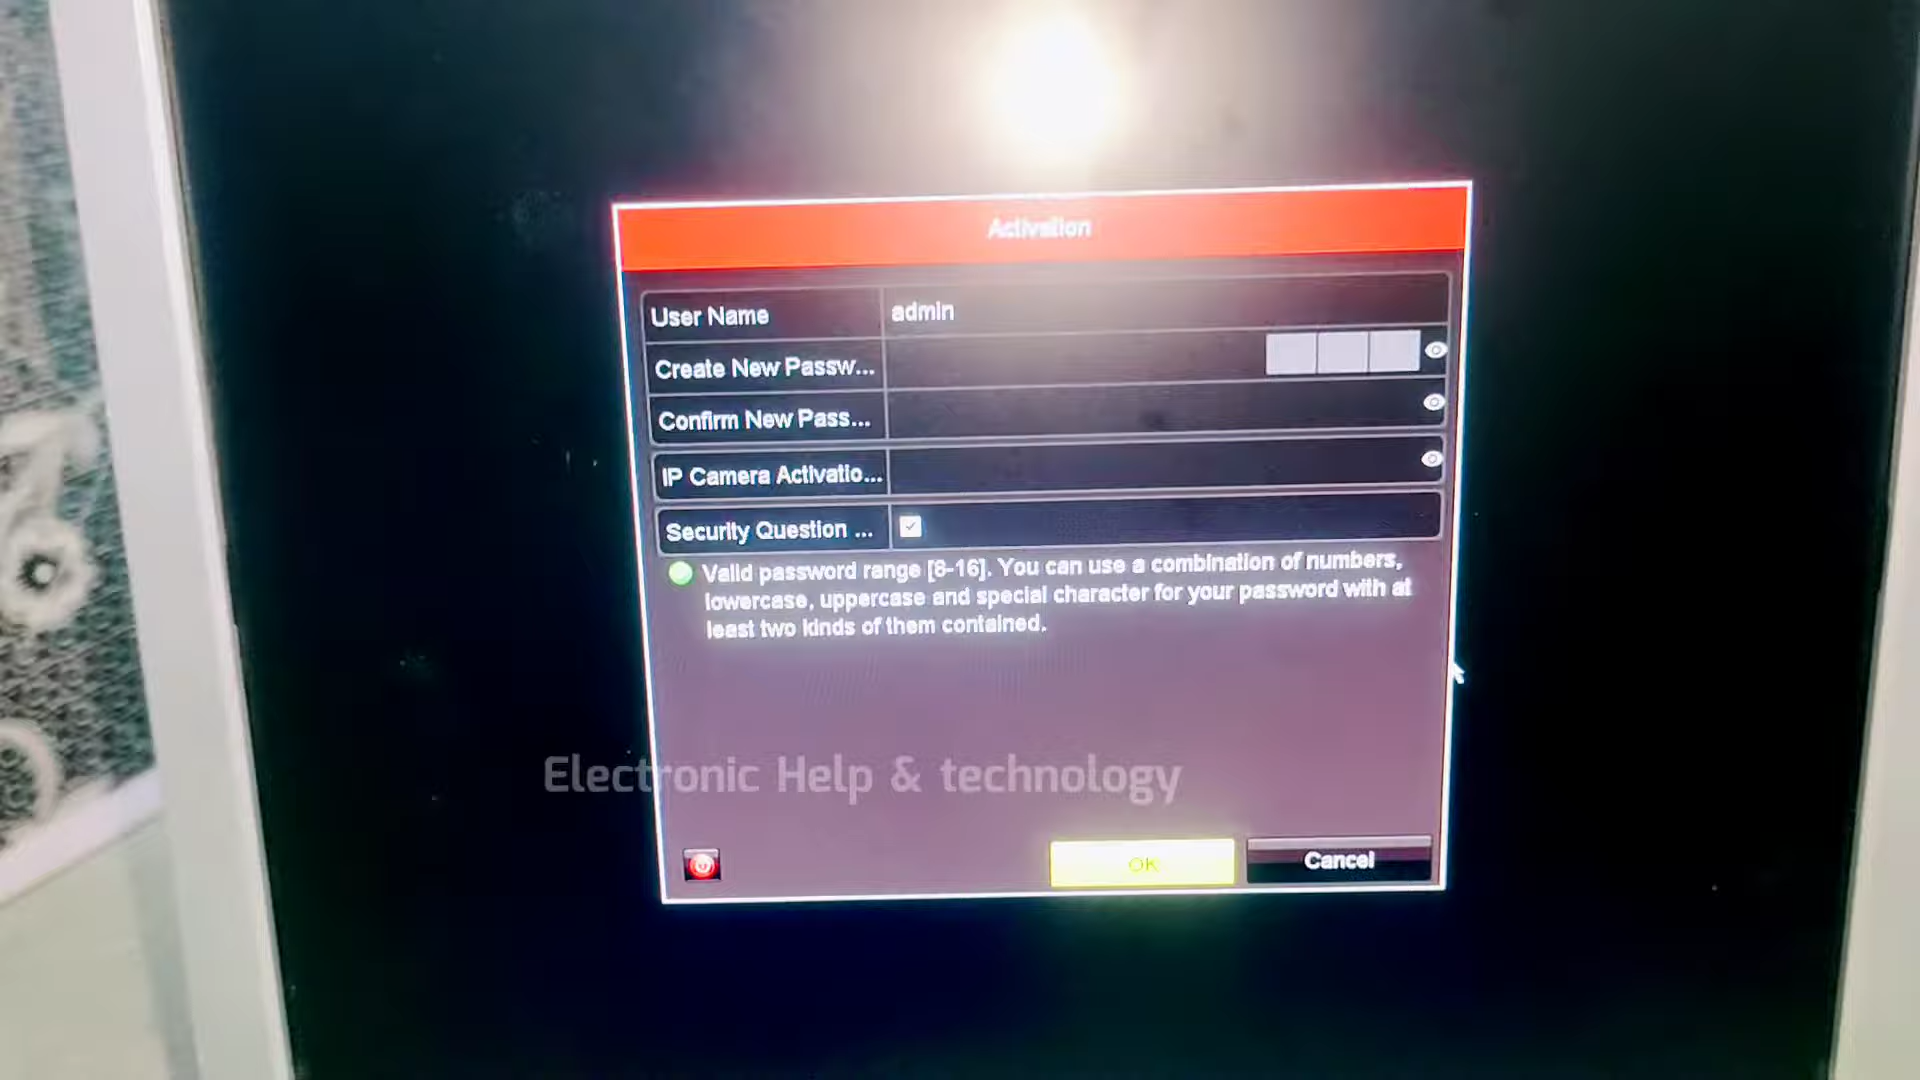 Activation
User Name admin
Create New Passw...
Confirm New Pass...
IP Camera Activatio...
Security Question ...
Valid password range [8-16]. You can use a combination of numbers,
lowercase, uppercase and special character for your password with at
least two kinds of them contained.
Electronic Help & technology
OK Cancel